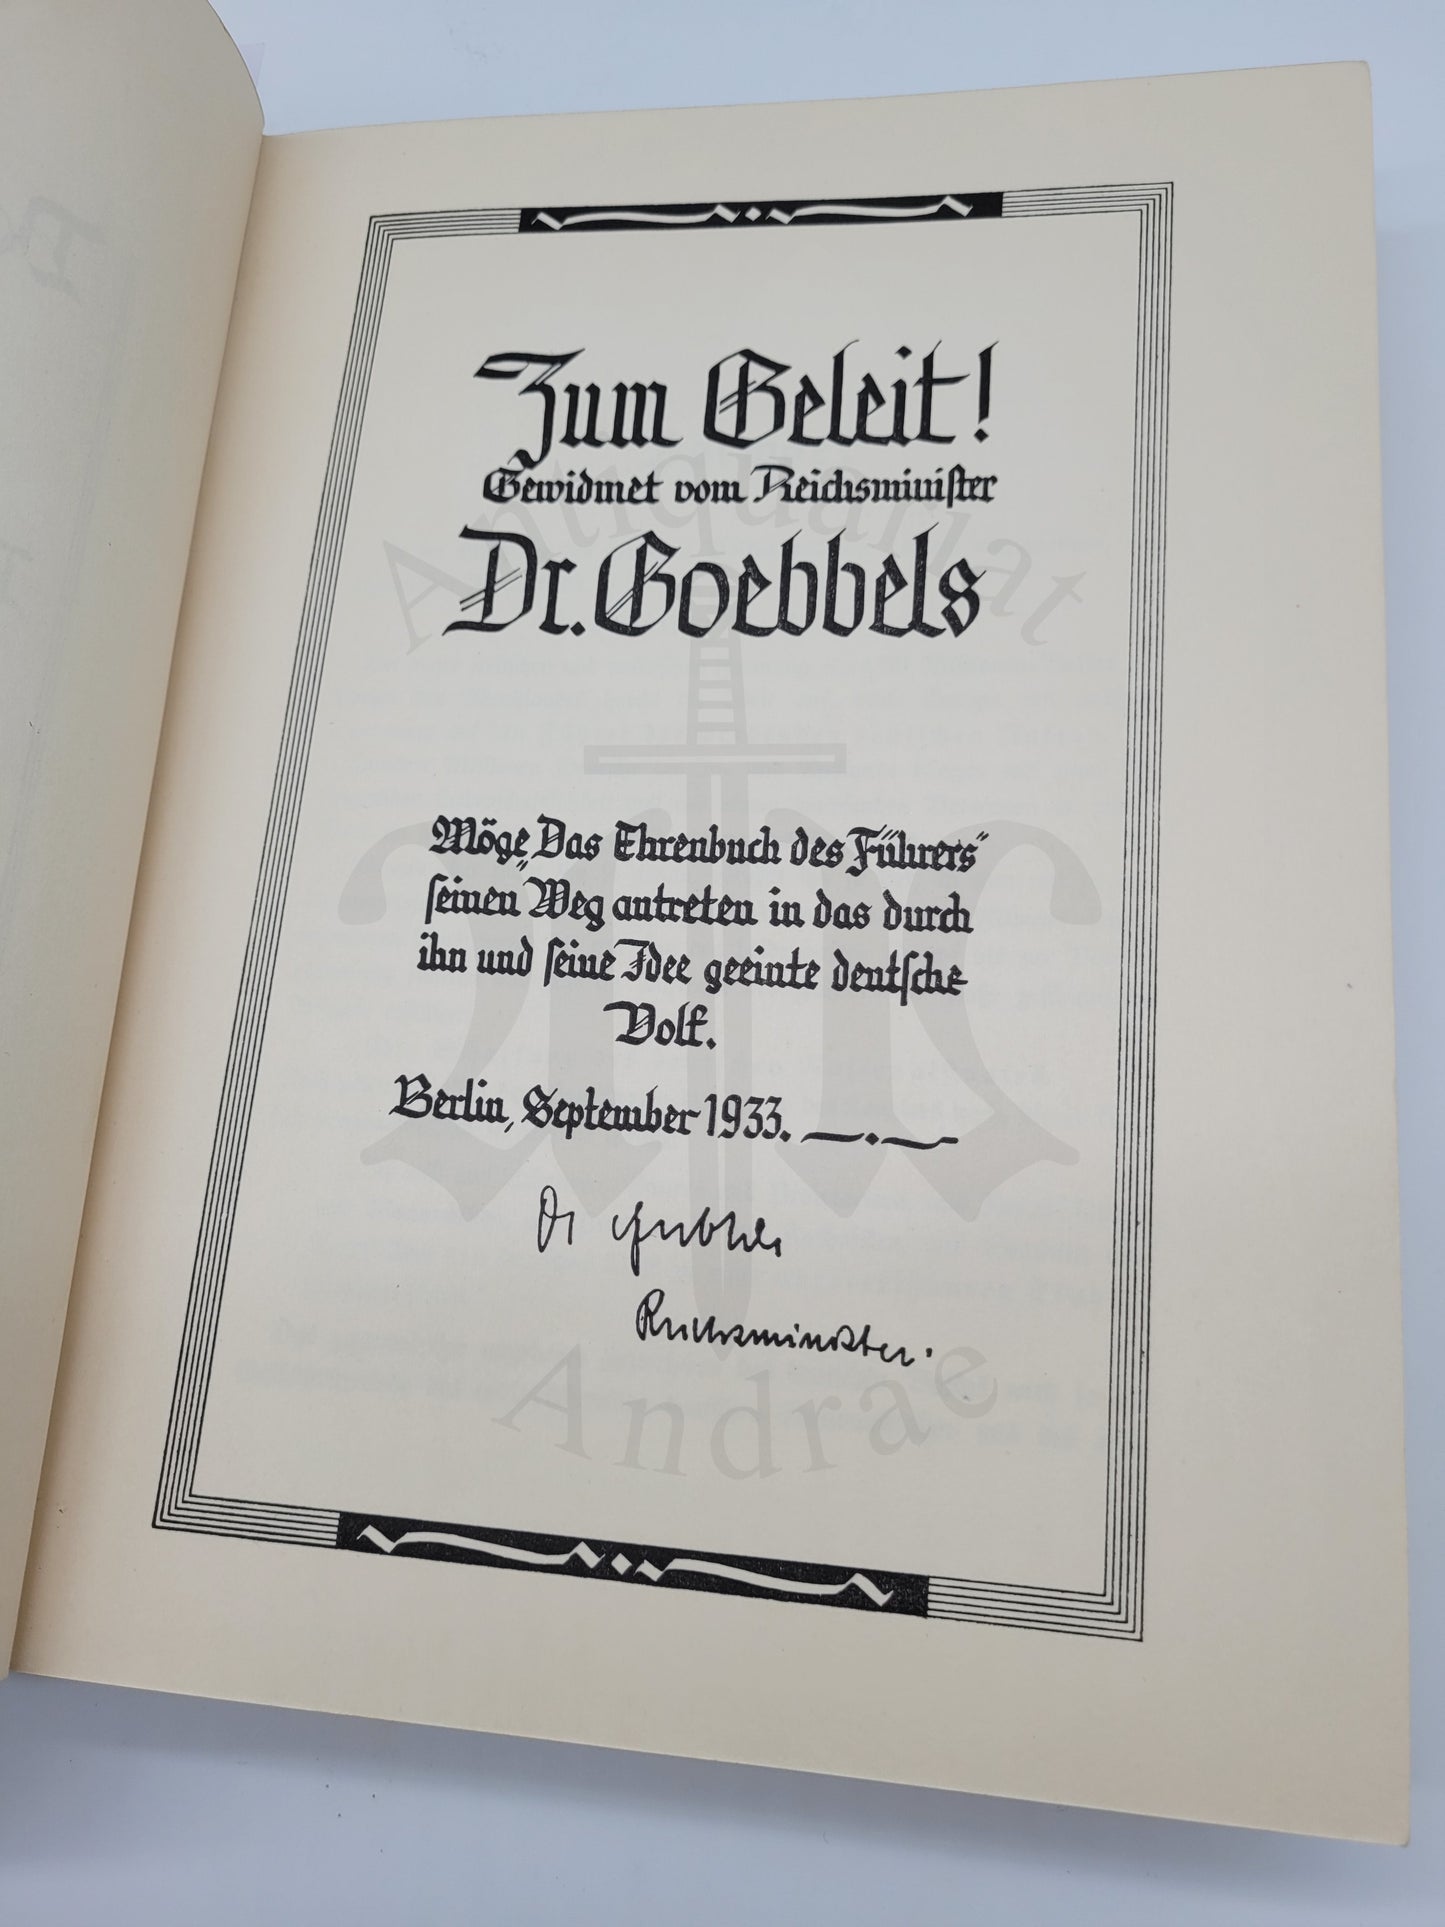 Zum Geleit!
Gewidmet vom Reichsminister
Dr. Goebbels
Möge „Das Ehrenbuch des Führers“
seinen Weg antreten in das durch
ihn und seine Idee geeinte deutsche
Volk.
Berlin, September 1933.
Dr Goebbels
Reichsminister.
Antiquariat
Andrae